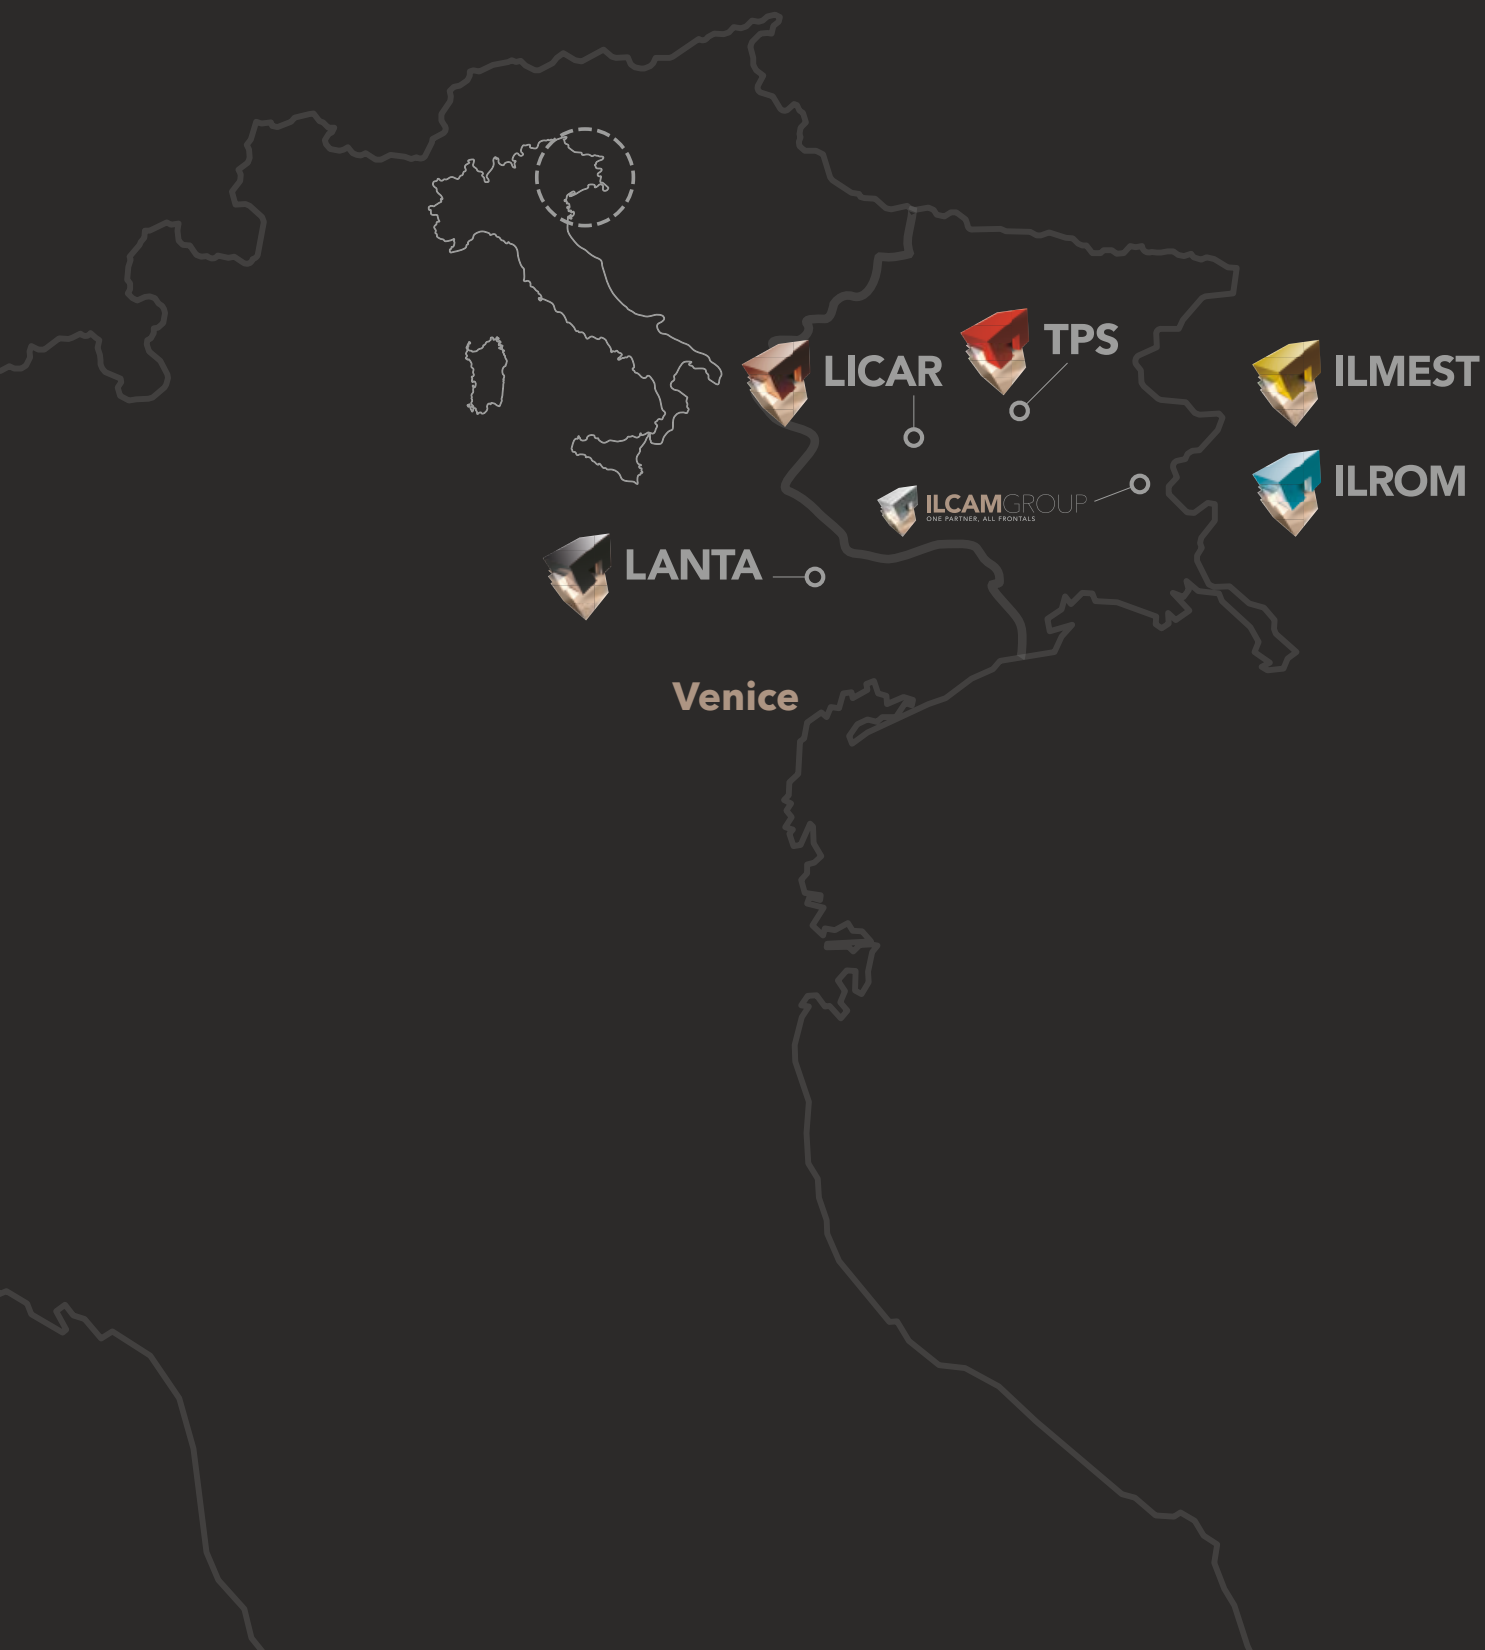 TPS
LICAR
ILMEST
ILROM
ILCAMGROUP
ONE PARTNER, ALL FRONTALS
LANTA
Venice